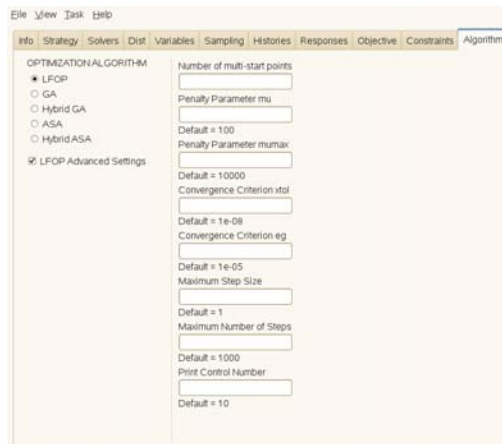 File View Task Help
Info Strategy Solvers Dist Variables Sampling Histories Responses Objective Constraints Algorithm
OPTIMIZATION ALGORITHM
LFOP
GA
Hybrid GA
ASA
Hybrid ASA
LFOP Advanced Settings
Number of multi-start points
Penalty Parameter mu
Default = 100
Penalty Parameter mumax
Default = 10000
Convergence Criterion xtol
Default = 1e-08
Convergence Criterion eg
Default = 1e-05
Maximum Step Size
Default = 1
Maximum Number of Steps
Default = 1000
Print Control Number
Default = 10